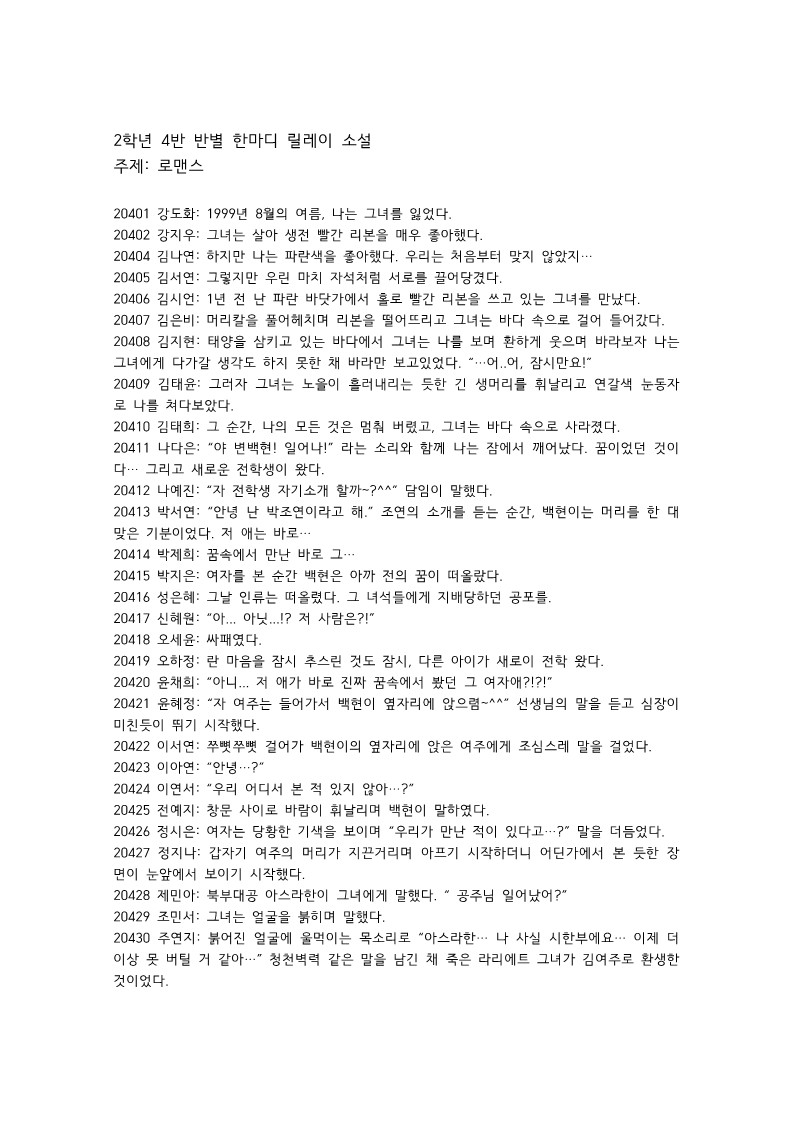 2학년 4반 반별 한마디 릴레이 소설
주제: 로맨스
20401 강도화: 1999년 8월의 여름, 나는 그녀를 잃었다.
20402 강지우: 그녀는 살아 생전 빨간 리본을 매우 좋아했다.
20404 김나연: 하지만 나는 파란색을 좋아했다. 우리는 처음부터 맞지 않았지…
20405 김서연: 그렇지만 우린 마치 자석처럼 서로를 끌어당겼다.
20406 김시언: 1년 전 난 파란 바닷가에서 홀로 빨간 리본을 쓰고 있는 그녀를 만났다.
20407 김은비: 머리칼을 풀어헤치며 리본을 떨어뜨리고 그녀는 바다 속으로 걸어 들어갔다.
20408 김지현: 태양을 삼키고 있는 바다에서 그녀는 나를 보며 환하게 웃으며 바라보자 나는
그녀에게 다가갈 생각도 하지 못한 채 바라만 보고있었다. “…어..어, 잠시만요!”
20409 김태윤: 그러자 그녀는 노을이 흘러내리는 듯한 긴 생머리를 휘날리고 연갈색 눈동자
로 나를 쳐다보았다.
20410 김태희: 그 순간, 나의 모든 것은 멈춰 버렸고, 그녀는 바다 속으로 사라졌다.
20411 나다은: “야 변백현! 일어나!” 라는 소리와 함께 나는 잠에서 깨어났다. 꿈이었던 것이
다… 그리고 새로운 전학생이 왔다.
20412 나예진: “자 전학생 자기소개 할까~?^^” 담임이 말했다.
20413 박서연: “안녕 난 박조연이라고 해.” 조연의 소개를 듣는 순간, 백현이는 머리를 한 대
맞은 기분이었다. 저 애는 바로…
20414 박제희: 꿈속에서 만난 바로 그…
20415 박지은: 여자를 본 순간 백현은 아까 전의 꿈이 떠올랐다.
20416 성은혜: 그날 인류는 떠올렸다. 그 녀석들에게 지배당하던 공포를.
20417 신혜원: “아... 아닛...!? 저 사람은?!”
20418 오세윤: 싸패였다.
20419 오하정: 란 마음을 잠시 추스린 것도 잠시, 다른 아이가 새로이 전학 왔다.
20420 윤채희: “아니... 저 애가 바로 진짜 꿈속에서 봤던 그 여자애?!?!”
20421 윤혜정: “자 여주는 들어가서 백현이 옆자리에 앉으렴~^^” 선생님의 말을 듣고 심장이
미친듯이 뛰기 시작했다.
20422 이서연: 쭈뼛쭈뼛 걸어가 백현이의 옆자리에 앉은 여주에게 조심스레 말을 걸었다.
20423 이아연: “안녕…?“
20424 이연서: “우리 어디서 본 적 있지 않아…?”
20425 전예지: 창문 사이로 바람이 휘날리며 백현이 말하였다.
20426 정시은: 여자는 당황한 기색을 보이며 “우리가 만난 적이 있다고…?” 말을 더듬었다.
20427 정지나: 갑자기 여주의 머리가 지끈거리며 아프기 시작하더니 어딘가에서 본 듯한 장
면이 눈앞에서 보이기 시작했다.
20428 제민아: 북부대공 아스라한이 그녀에게 말했다. “ 공주님 일어났어?”
20429 조민서: 그녀는 얼굴을 붉히며 말했다.
20430 주연지: 붉어진 얼굴에 울먹이는 목소리로 “아스라한… 나 사실 시한부에요… 이제 더
이상 못 버틸 거 같아…” 청천벽력 같은 말을 남긴 채 죽은 라리에트 그녀가 김여주로 환생한
것이었다.